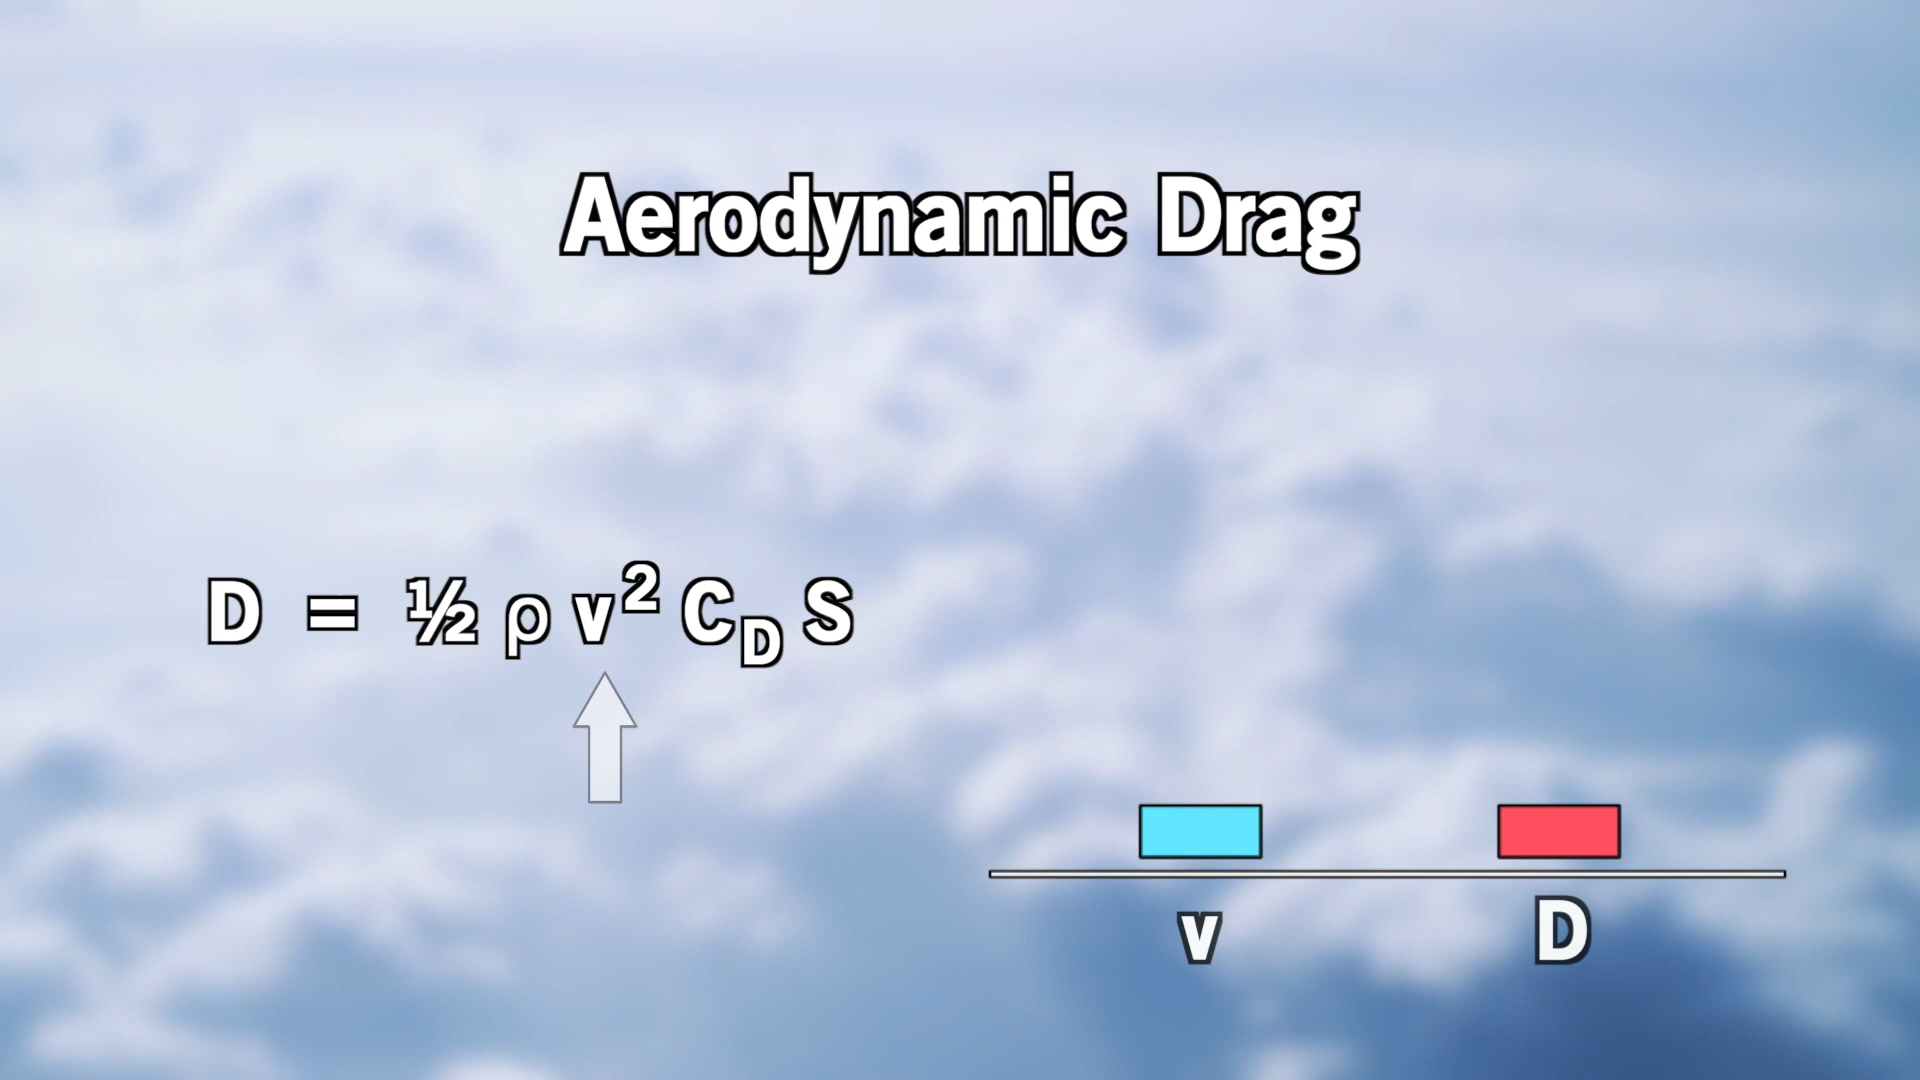 Aerodynamic Drag
D = ½ ρ v² C_D S
v D